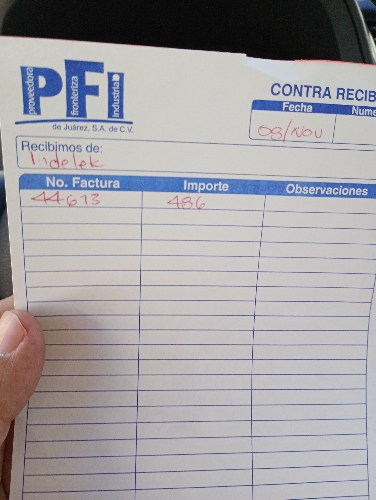 proveedora fronteriza industrial
PFI
de Juárez, S.A. de C.V.
CONTRA RECIB
Fecha Nume
08/NOV
Recibimos de:
Tidelek
No. Factura Importe Observaciones
44613 486